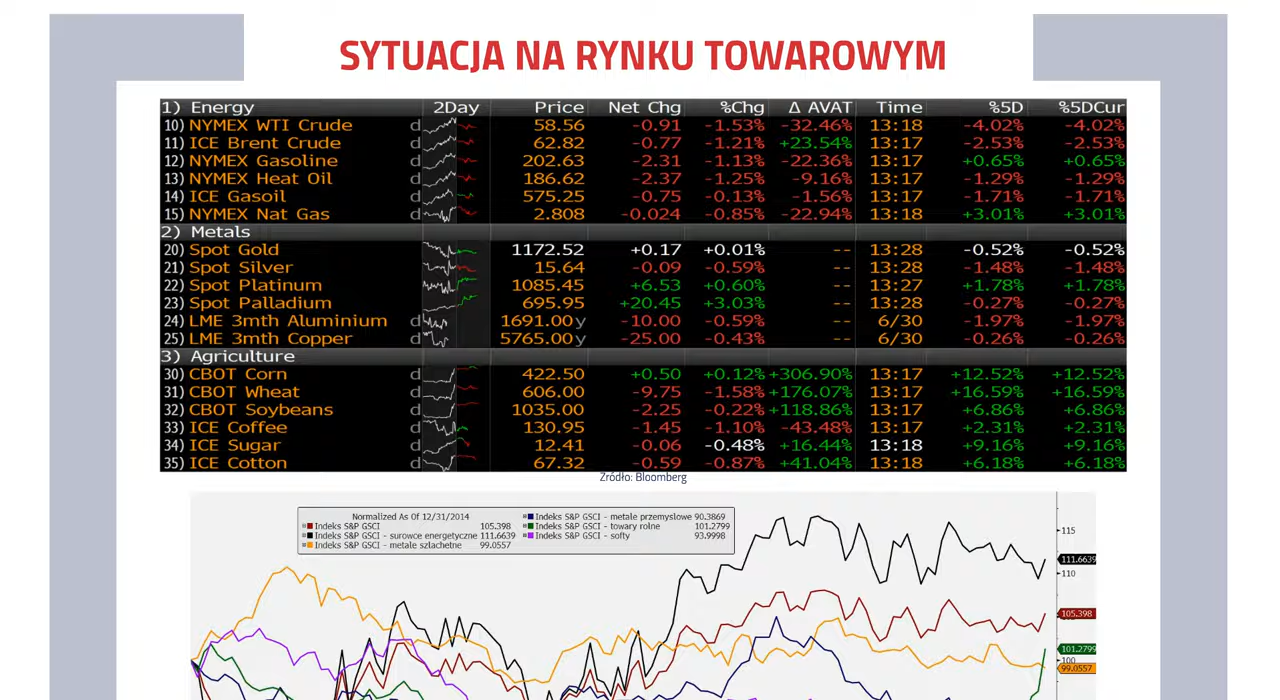 SYTUACJA NA RYNKU TOWAROWYM
1) Energy 2Day Price Net Chg %Chg Δ AVAT Time %5D %5DCur
10) NYMEX WTI Crude d 58.56 -0.91 -1.53% -32.46% 13:18 -4.02% -4.02%
11) ICE Brent Crude d 62.82 -0.77 -1.21% +23.54% 13:17 -2.53% -2.53%
12) NYMEX Gasoline d 202.63 -2.31 -1.13% -22.36% 13:17 +0.65% +0.65%
13) NYMEX Heat Oil d 186.62 -2.37 -1.25% -9.16% 13:17 -1.29% -1.29%
14) ICE Gasoil d 575.25 -0.75 -0.13% -1.56% 13:17 -1.71% -1.71%
15) NYMEX Nat Gas d 2.808 -0.024 -0.85% -22.94% 13:18 +3.01% +3.01%
2) Metals
20) Spot Gold 1172.52 +0.17 +0.01% -- 13:28 -0.52% -0.52%
21) Spot Silver 15.64 -0.09 -0.59% -- 13:28 -1.48% -1.48%
22) Spot Platinum 1085.45 +6.53 +0.60% -- 13:27 +1.78% +1.78%
23) Spot Palladium 695.95 +20.45 +3.03% -- 13:28 -0.27% -0.27%
24) LME 3mth Aluminium d 1691.00y -10.00 -0.59% -- 6/30 -1.97% -1.97%
25) LME 3mth Copper d 5765.00y -25.00 -0.43% -- 6/30 -0.26% -0.26%
3) Agriculture
30) CBOT Corn d 422.50 +0.50 +0.12% +306.90% 13:17 +12.52% +12.52%
31) CBOT Wheat d 606.00 -9.75 -1.58% +176.07% 13:17 +16.59% +16.59%
32) CBOT Soybeans d 1035.00 -2.25 -0.22% +118.86% 13:17 +6.86% +6.86%
33) ICE Coffee d 130.95 -1.45 -1.10% -43.48% 13:17 +2.31% +2.31%
34) ICE Sugar d 12.41 -0.06 -0.48% +16.44% 13:18 +9.16% +9.16%
35) ICE Cotton d 67.32 -0.59 -0.87% +41.04% 13:18 +6.18% +6.18%
Źródło: Bloomberg
Normalized As Of 12/31/2014
Indeks S&P GSCI 105.398
Indeks S&P GSCI - surowce energetyczne 111.6639
Indeks S&P GSCI - metale szlachetne 99.0557
Indeks S&P GSCI - metale przemysłowe 90.3869
Indeks S&P GSCI - towary rolne 101.2799
Indeks S&P GSCI - softy 93.9998
115
111.6639
110
105.398
101.2799
100
99.0557